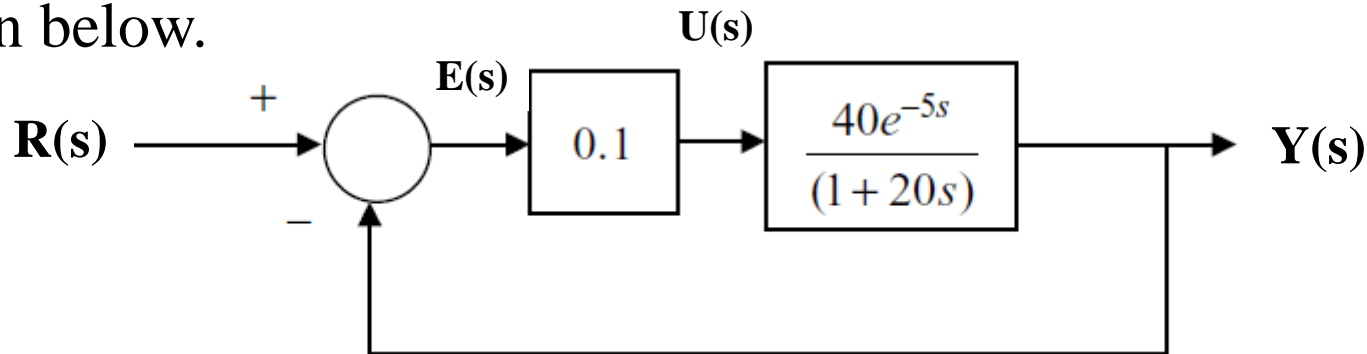 n below.
U(s)
E(s)
+
R(s)
0.1
40e^{-5s}
(1+20s)
Y(s)
−